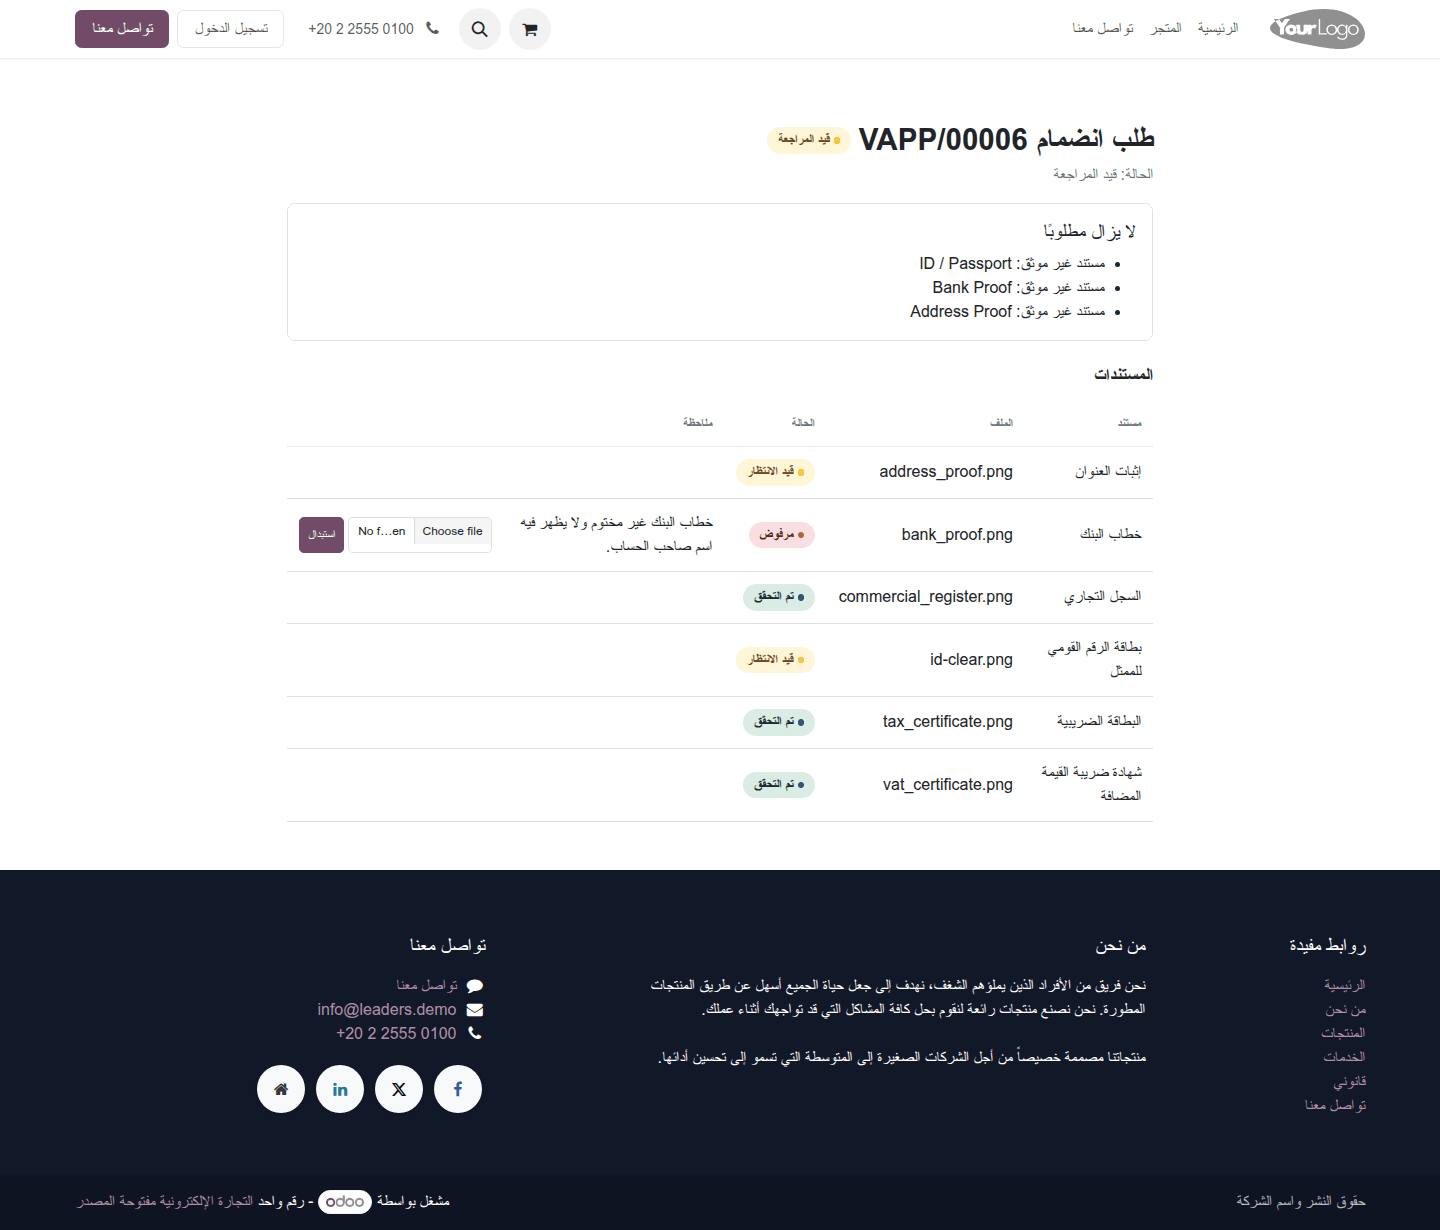 YourLogo
الرئيسية
المتجر
تواصل معنا
+20 2 2555 0100
تسجيل الدخول
تواصل معنا
طلب انضمام VAPP/00006
قيد المراجعة
الحالة: قيد المراجعة
لا يزال مطلوبًا
مستند غير موثق: ID / Passport
مستند غير موثق: Bank Proof
مستند غير موثق: Address Proof
المستندات
مستند الملف الحالة ملاحظة
إثبات العنوان address_proof.png قيد الانتظار
خطاب البنك bank_proof.png مرفوض
خطاب البنك غير مختوم ولا يظهر فيه
اسم صاحب الحساب.
Choose file No f...en
استبدال
السجل التجاري commercial_register.png تم التحقق
بطاقة الرقم القومي
للممثل
id-clear.png قيد الانتظار
البطاقة الضريبية tax_certificate.png تم التحقق
شهادة ضريبة القيمة
المضافة
vat_certificate.png تم التحقق
روابط مفيدة
الرئيسية
من نحن
المنتجات
الخدمات
قانوني
تواصل معنا
من نحن
نحن فريق من الأفراد الذين يملؤهم الشغف، نهدف إلى جعل حياة الجميع أسهل عن طريق المنتجات
المطورة. نحن نصنع منتجات رائعة لنقوم بحل كافة المشاكل التي قد تواجهك أثناء عملك.
منتجاتنا مصممة خصيصاً من أجل الشركات الصغيرة إلى المتوسطة التي تسمو إلى تحسين أدائها.
تواصل معنا
تواصل معنا
info@leaders.demo
+20 2 2555 0100
حقوق النشر واسم الشركة
مشغل بواسطة odoo - رقم واحد التجارة الإلكترونية مفتوحة المصدر